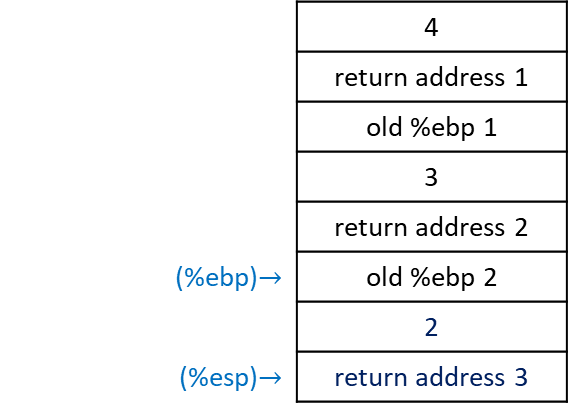 4
return address 1
old %ebp 1
3
return address 2
(%ebp)→ old %ebp 2
2
(%esp)→ return address 3